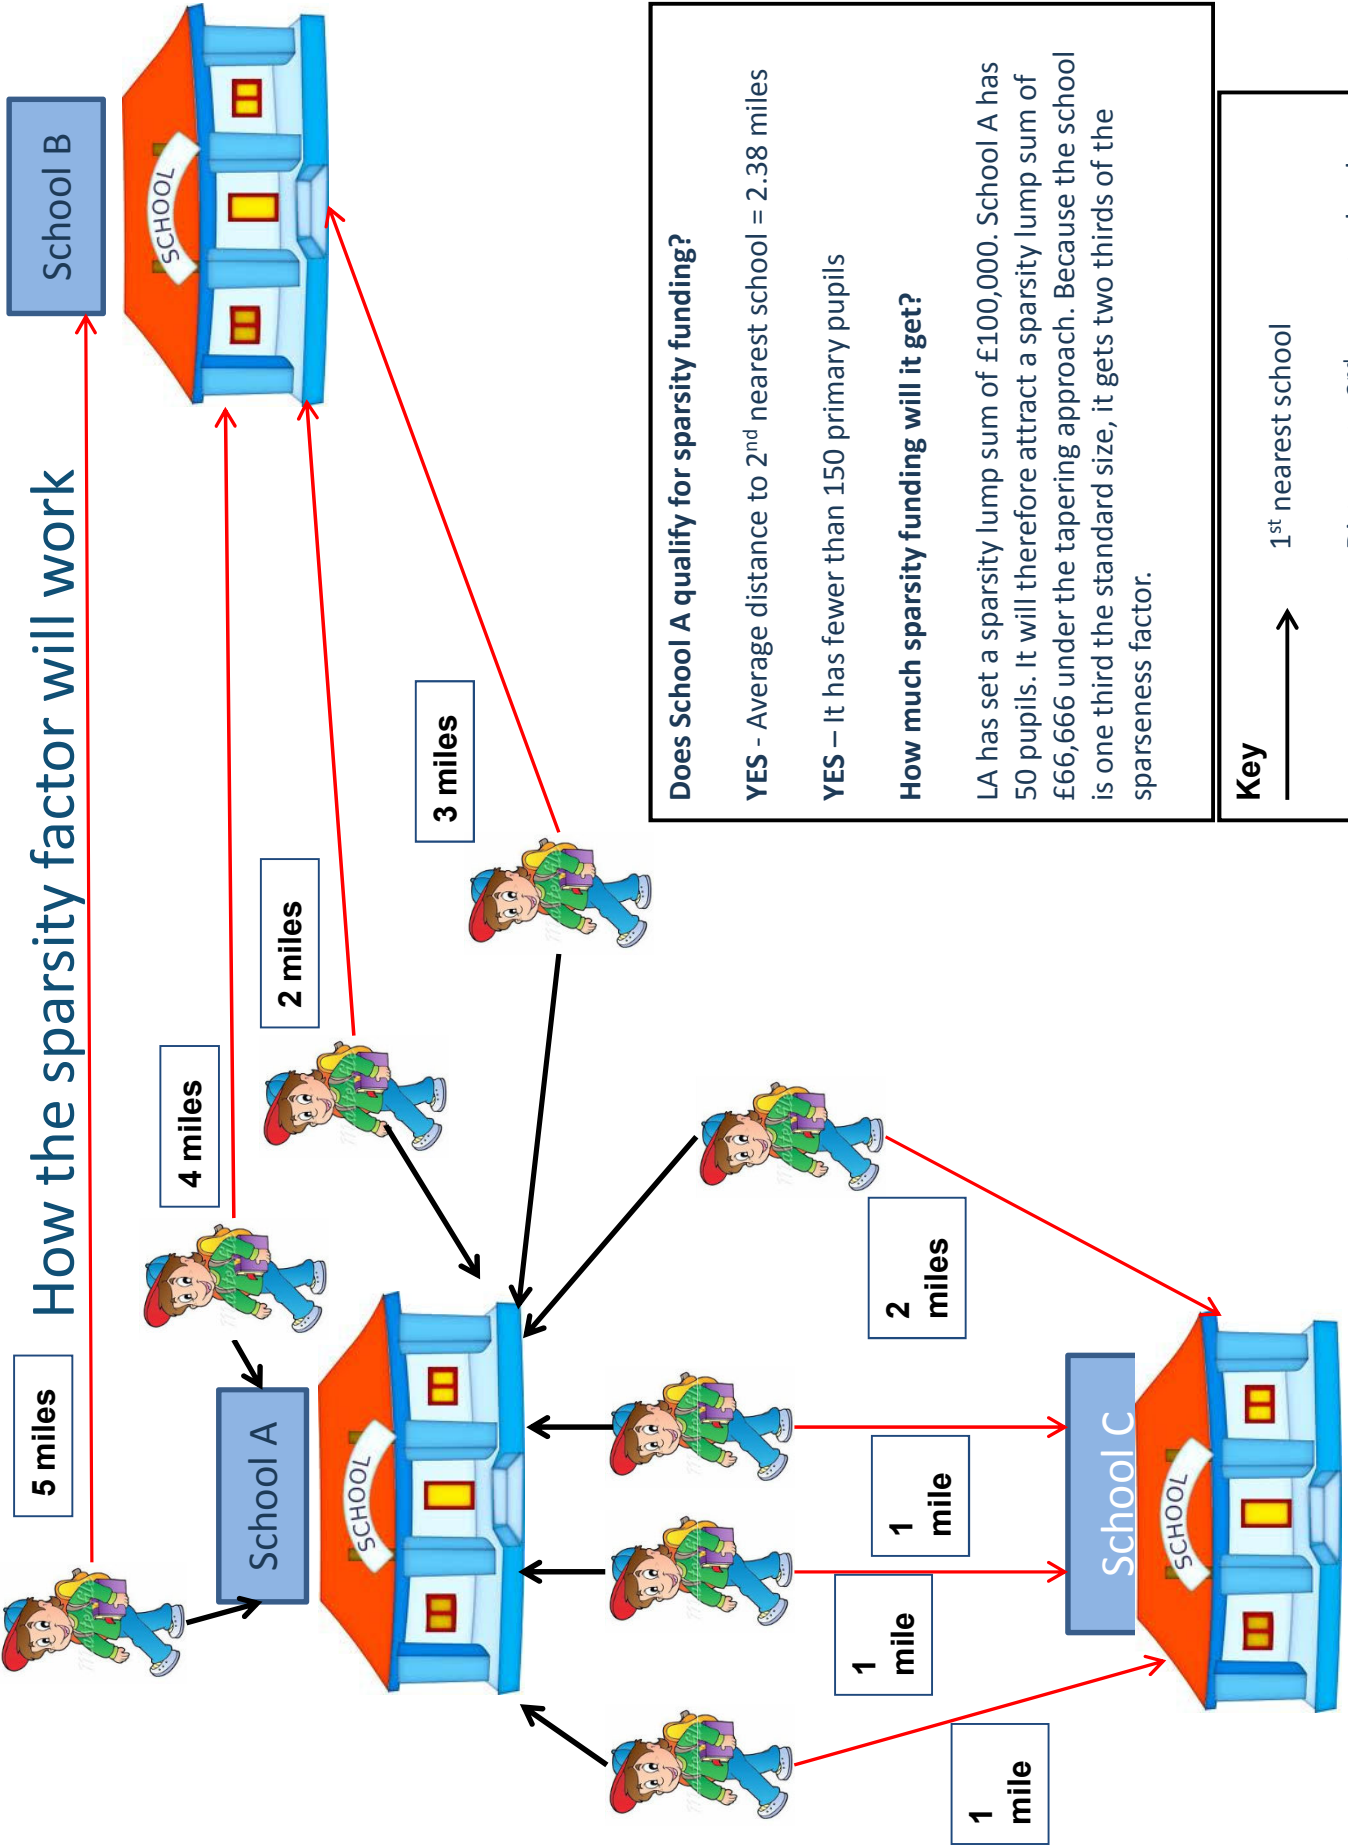 How the sparsity factor will work
5 miles
4 miles
2 miles
3 miles
School A
SCHOOL
School B
SCHOOL
1
mile
1
mile
1
mile
2
miles
School C
SCHOOL
Does School A qualify for sparsity funding?
YES - Average distance to 2nd nearest school = 2.38 miles
YES – It has fewer than 150 primary pupils
How much sparsity funding will it get?
LA has set a sparsity lump sum of £100,000. School A has
50 pupils. It will therefore attract a sparsity lump sum of
£66,666 under the tapering approach. Because the school
is one third the standard size, it gets two thirds of the
sparseness factor.
Key
1st nearest school